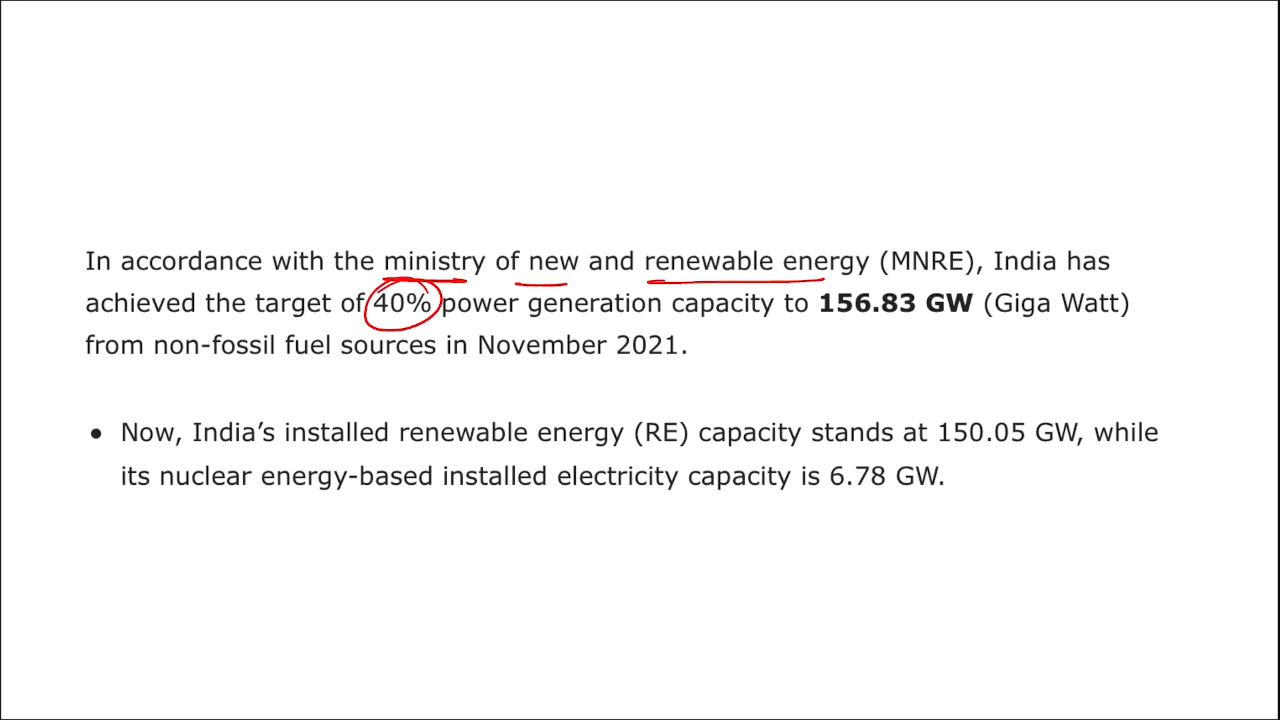 In accordance with the ministry of new and renewable energy (MNRE), India has
achieved the target of 40% power generation capacity to 156.83 GW (Giga Watt)
from non-fossil fuel sources in November 2021.
● Now, India’s installed renewable energy (RE) capacity stands at 150.05 GW, while
its nuclear energy-based installed electricity capacity is 6.78 GW.